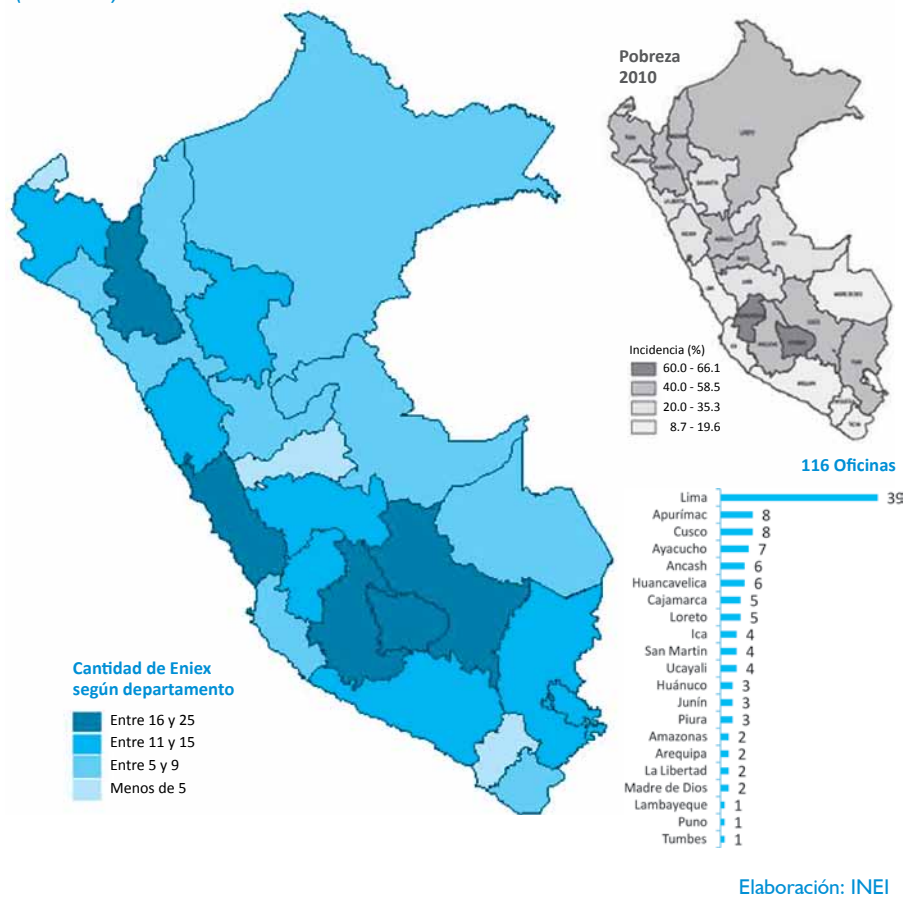 Pobreza
2010
Incidencia (%)
60.0 - 66.1
40.0 - 58.5
20.0 - 35.3
8.7 - 19.6
Cantidad de Eniex
según departamento
Entre 16 y 25
Entre 11 y 15
Entre 5 y 9
Menos de 5
116 Oficinas
Lima 39
Apurímac 8
Cusco 8
Ayacucho 7
Ancash 6
Huancavelica 6
Cajamarca 5
Loreto 5
Ica 4
San Martin 4
Ucayali 4
Huánuco 3
Junín 3
Piura 3
Amazonas 2
Arequipa 2
La Libertad 2
Madre de Dios 2
Lambayeque 1
Puno 1
Tumbes 1
Elaboración: INEI